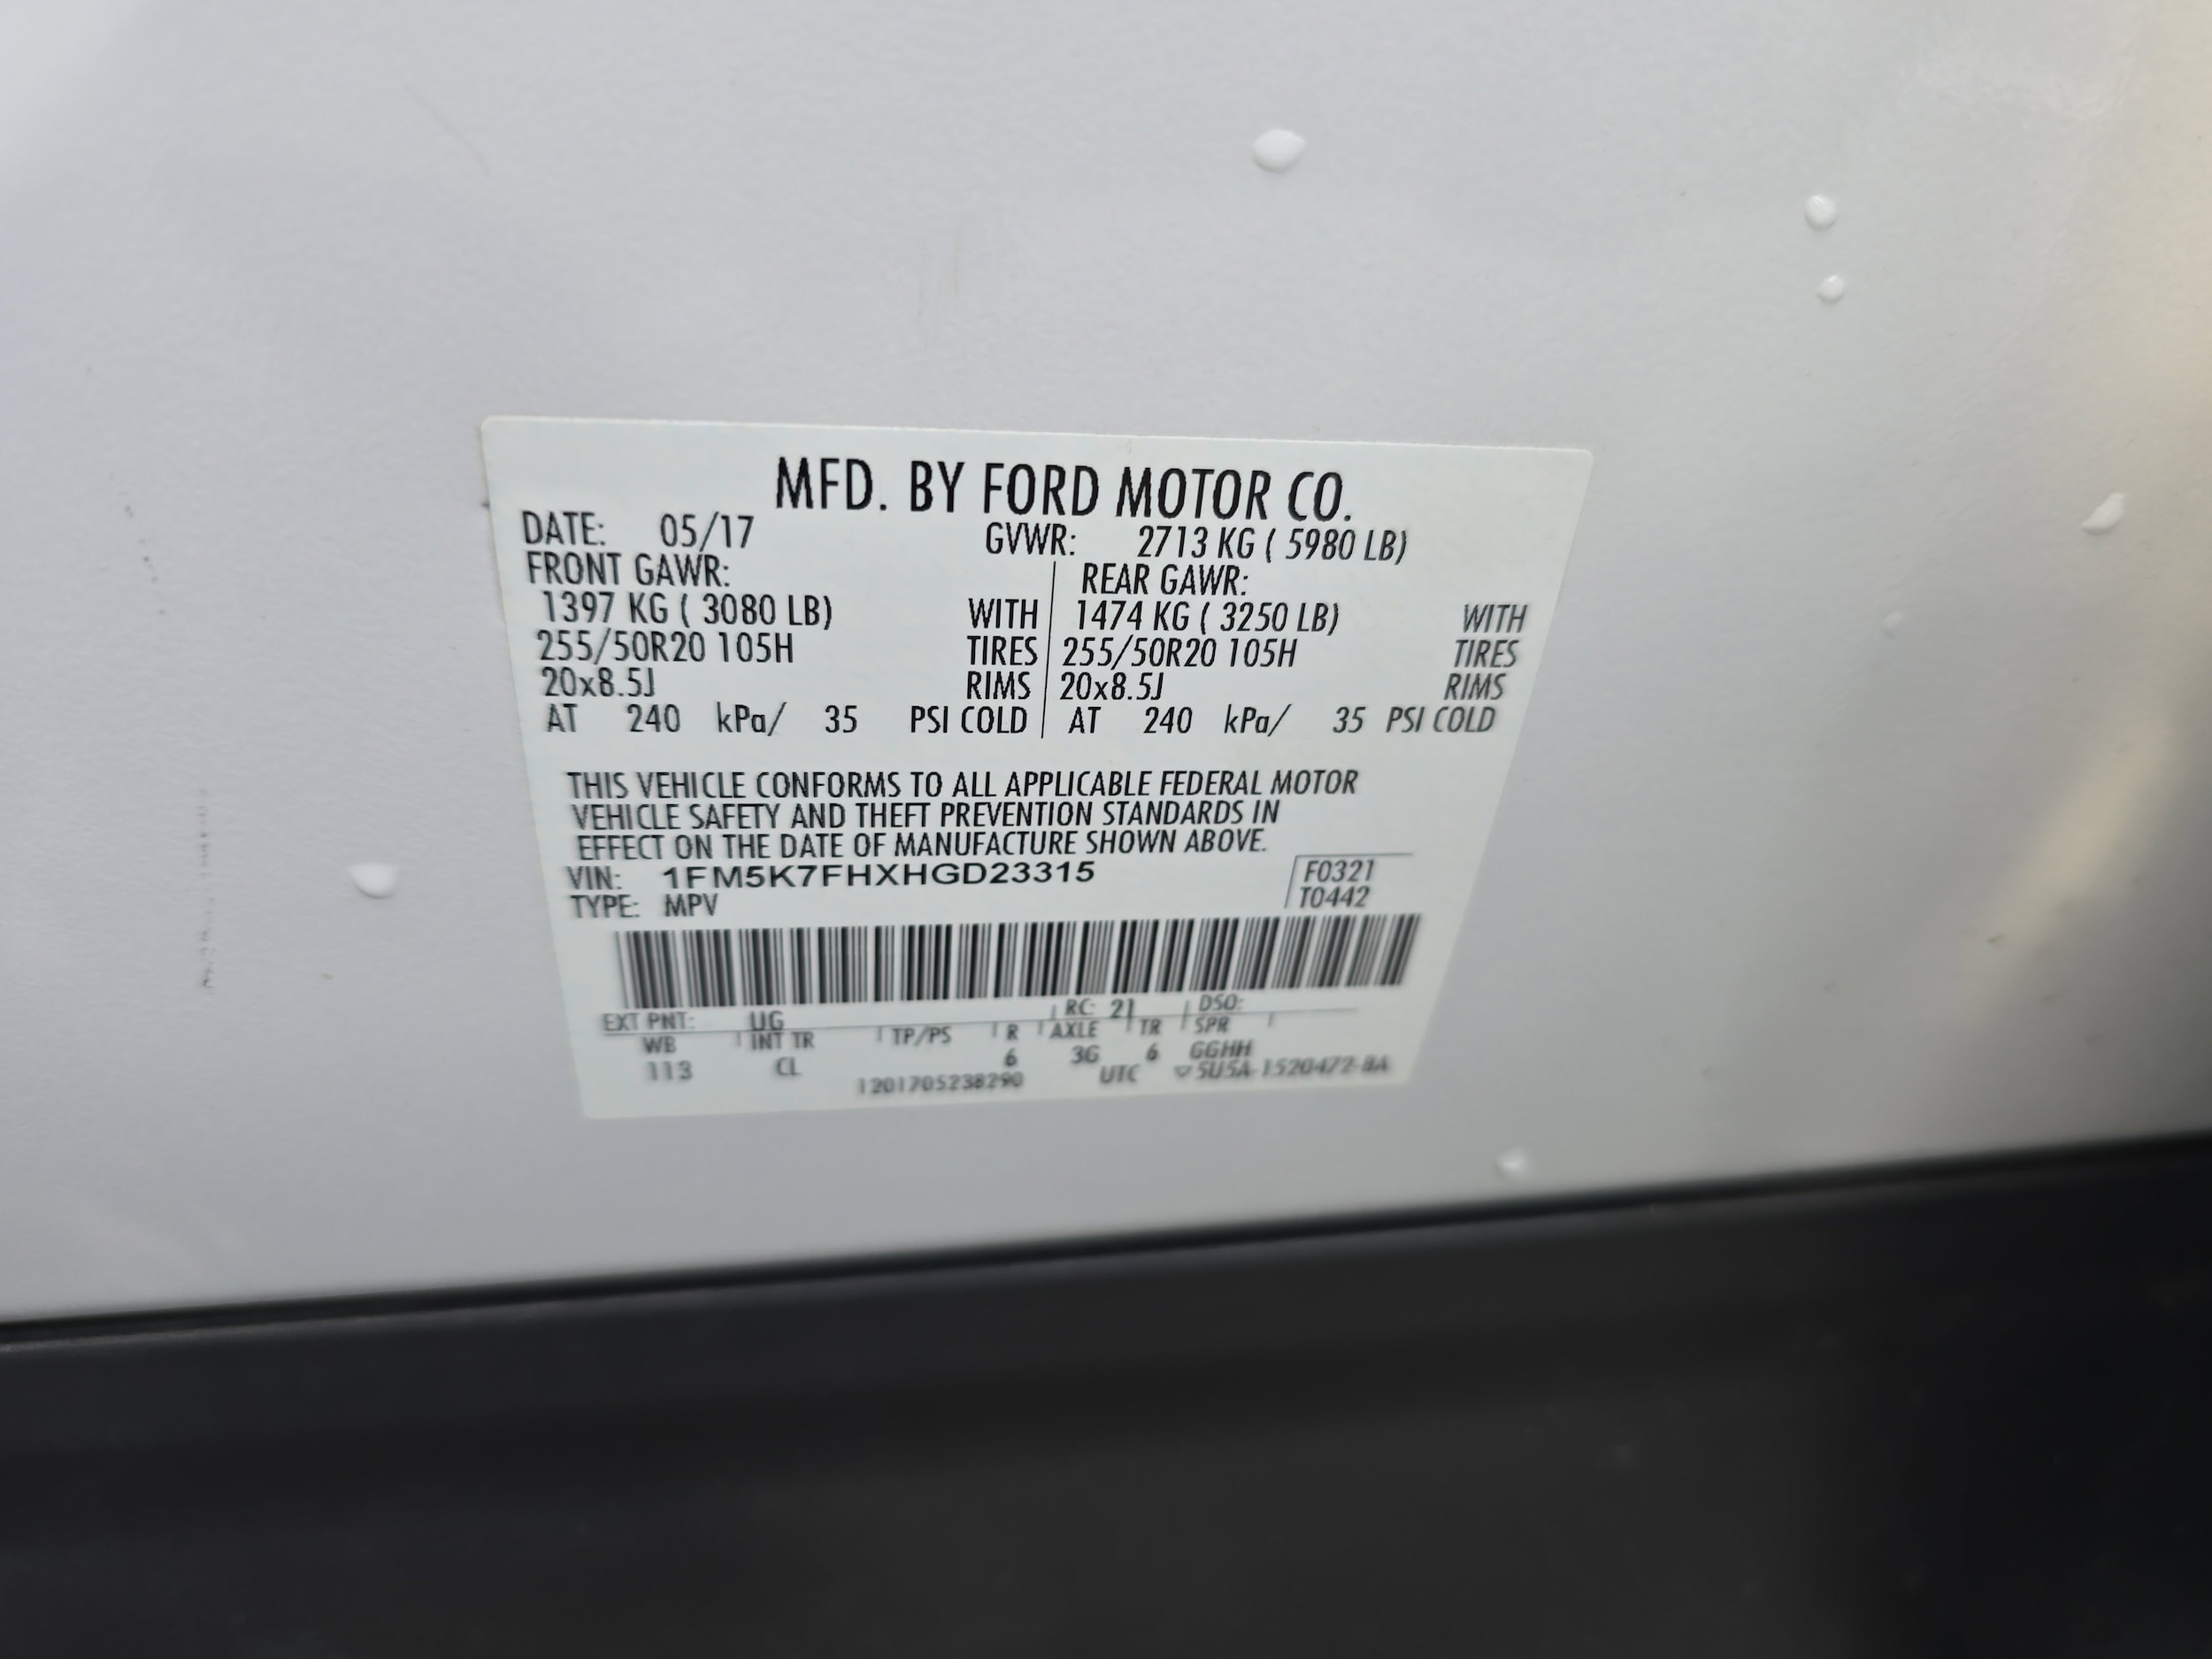 MFD. BY FORD MOTOR CO.
DATE: 05/17 GVWR: 2713 KG ( 5980 LB)
FRONT GAWR: REAR GAWR:
1397 KG ( 3080 LB) WITH 1474 KG ( 3250 LB) WITH
255/50R20 105H TIRES 255/50R20 105H TIRES
20x8.5J RIMS 20x8.5J RIMS
AT 240 kPa/ 35 PSI COLD AT 240 kPa/ 35 PSI COLD
THIS VEHICLE CONFORMS TO ALL APPLICABLE FEDERAL MOTOR
VEHICLE SAFETY AND THEFT PREVENTION STANDARDS IN
EFFECT ON THE DATE OF MANUFACTURE SHOWN ABOVE.
VIN: 1FM5K7FHXHGD23315 F0321
TYPE: MPV T0442
EXT PNT: UG RC: 21 DSO:
WB INT TR TP/PS R AXLE TR SPR
113 CL 6 3G 6 GGHH
1201705238290 UTC ▽5U5A-1520472-BA